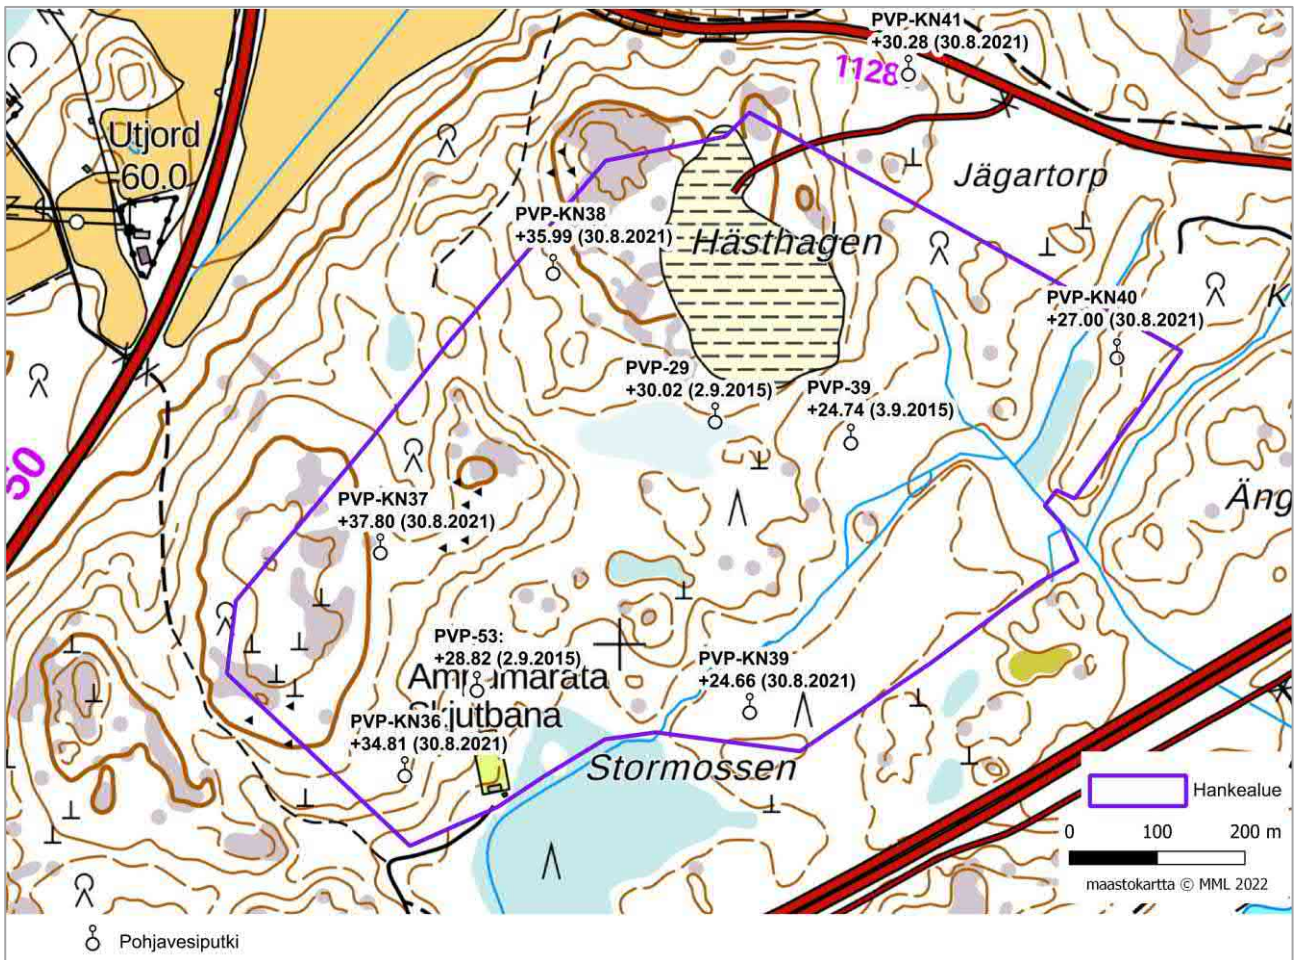 PVP-KN41
+30.28 (30.8.2021)
1128
Utjord
60.0
Jägartorp
PVP-KN38
+35.99 (30.8.2021)
Hästhagen
PVP-KN40
+27.00 (30.8.2021)
K
PVP-29
+30.02 (2.9.2015)
PVP-39
+24.74 (3.9.2015)
50
PVP-KN37
+37.80 (30.8.2021)
Äng
PVP-53:
+28.82 (2.9.2015)
PVP-KN39
+24.66 (30.8.2021)
PVP-KN36
+34.81 (30.8.2021)
Stormossen
Hankealue
0 100 200 m
maastokartta © MML 2022
Pohjavesiputki